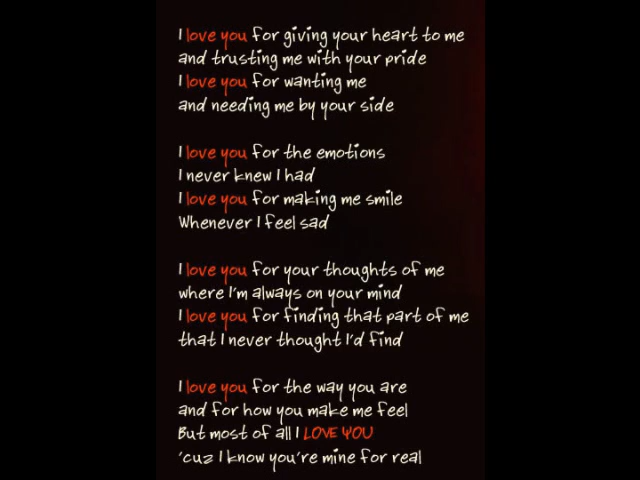 I love you for giving your heart to me
and trusting me with your pride
I love you for wanting me
and needing me by your side
I love you for the emotions
I never knew I had
I love you for making me smile
Whenever I feel sad
I love you for your thoughts of me
where I'm always on your mind
I love you for finding that part of me
that I never thought I'd find
I love you for the way you are
and for how you make me feel
But most of all I LOVE YOU
'cuz I know you're mine for real